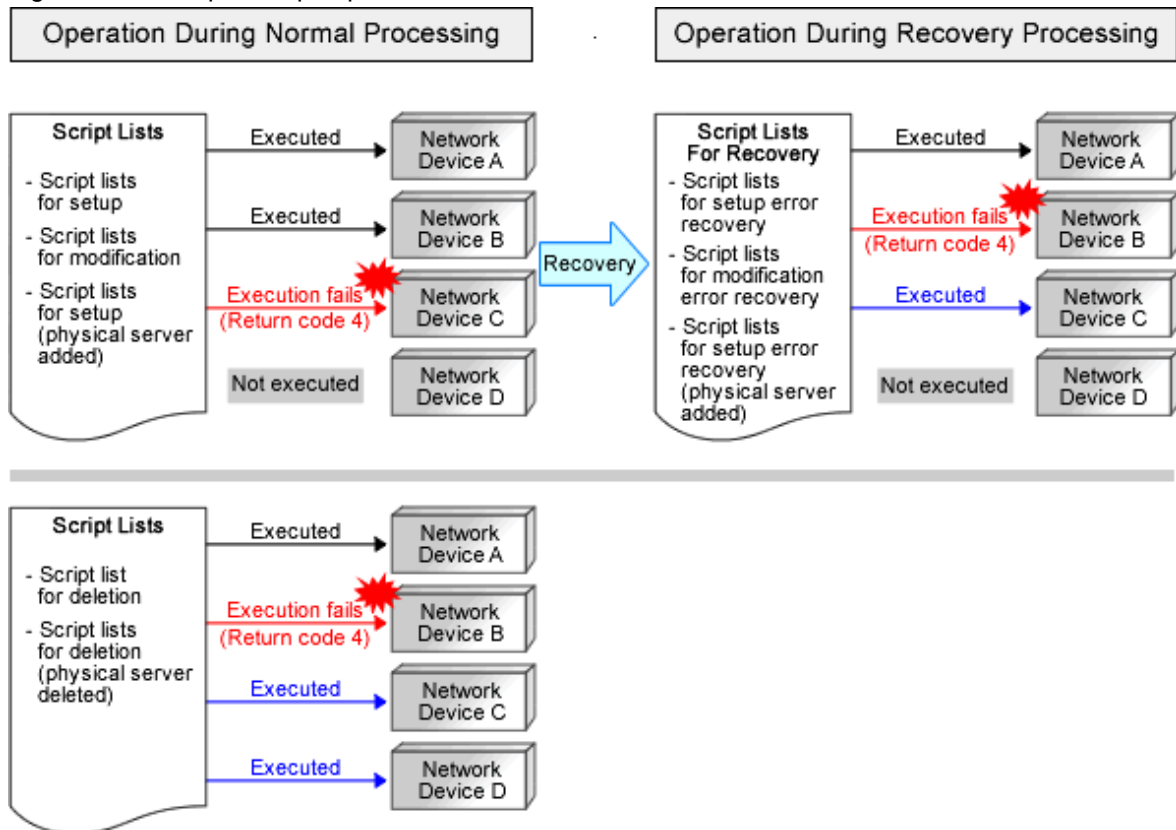 Operation During Normal Processing
Operation During Recovery Processing
Script Lists
- Script lists
for setup
- Script lists
for modification
- Script lists
for setup
(physical server
added)
Executed
Network
Device A
Executed
Network
Device B
Execution fails
(Return code 4)
Network
Device C
Not executed
Network
Device D
Recovery
Script Lists
For Recovery
- Script lists
for setup error
recovery
- Script lists
for modification
error recovery
- Script lists
for setup error
recovery
(physical server
added)
Executed
Network
Device A
Execution fails
(Return code 4)
Network
Device B
Executed
Network
Device C
Not executed
Network
Device D
Script Lists
- Script list
for deletion
- Script lists
for deletion
(physical server
deleted)
Executed
Network
Device A
Execution fails
(Return code 4)
Network
Device B
Executed
Network
Device C
Executed
Network
Device D